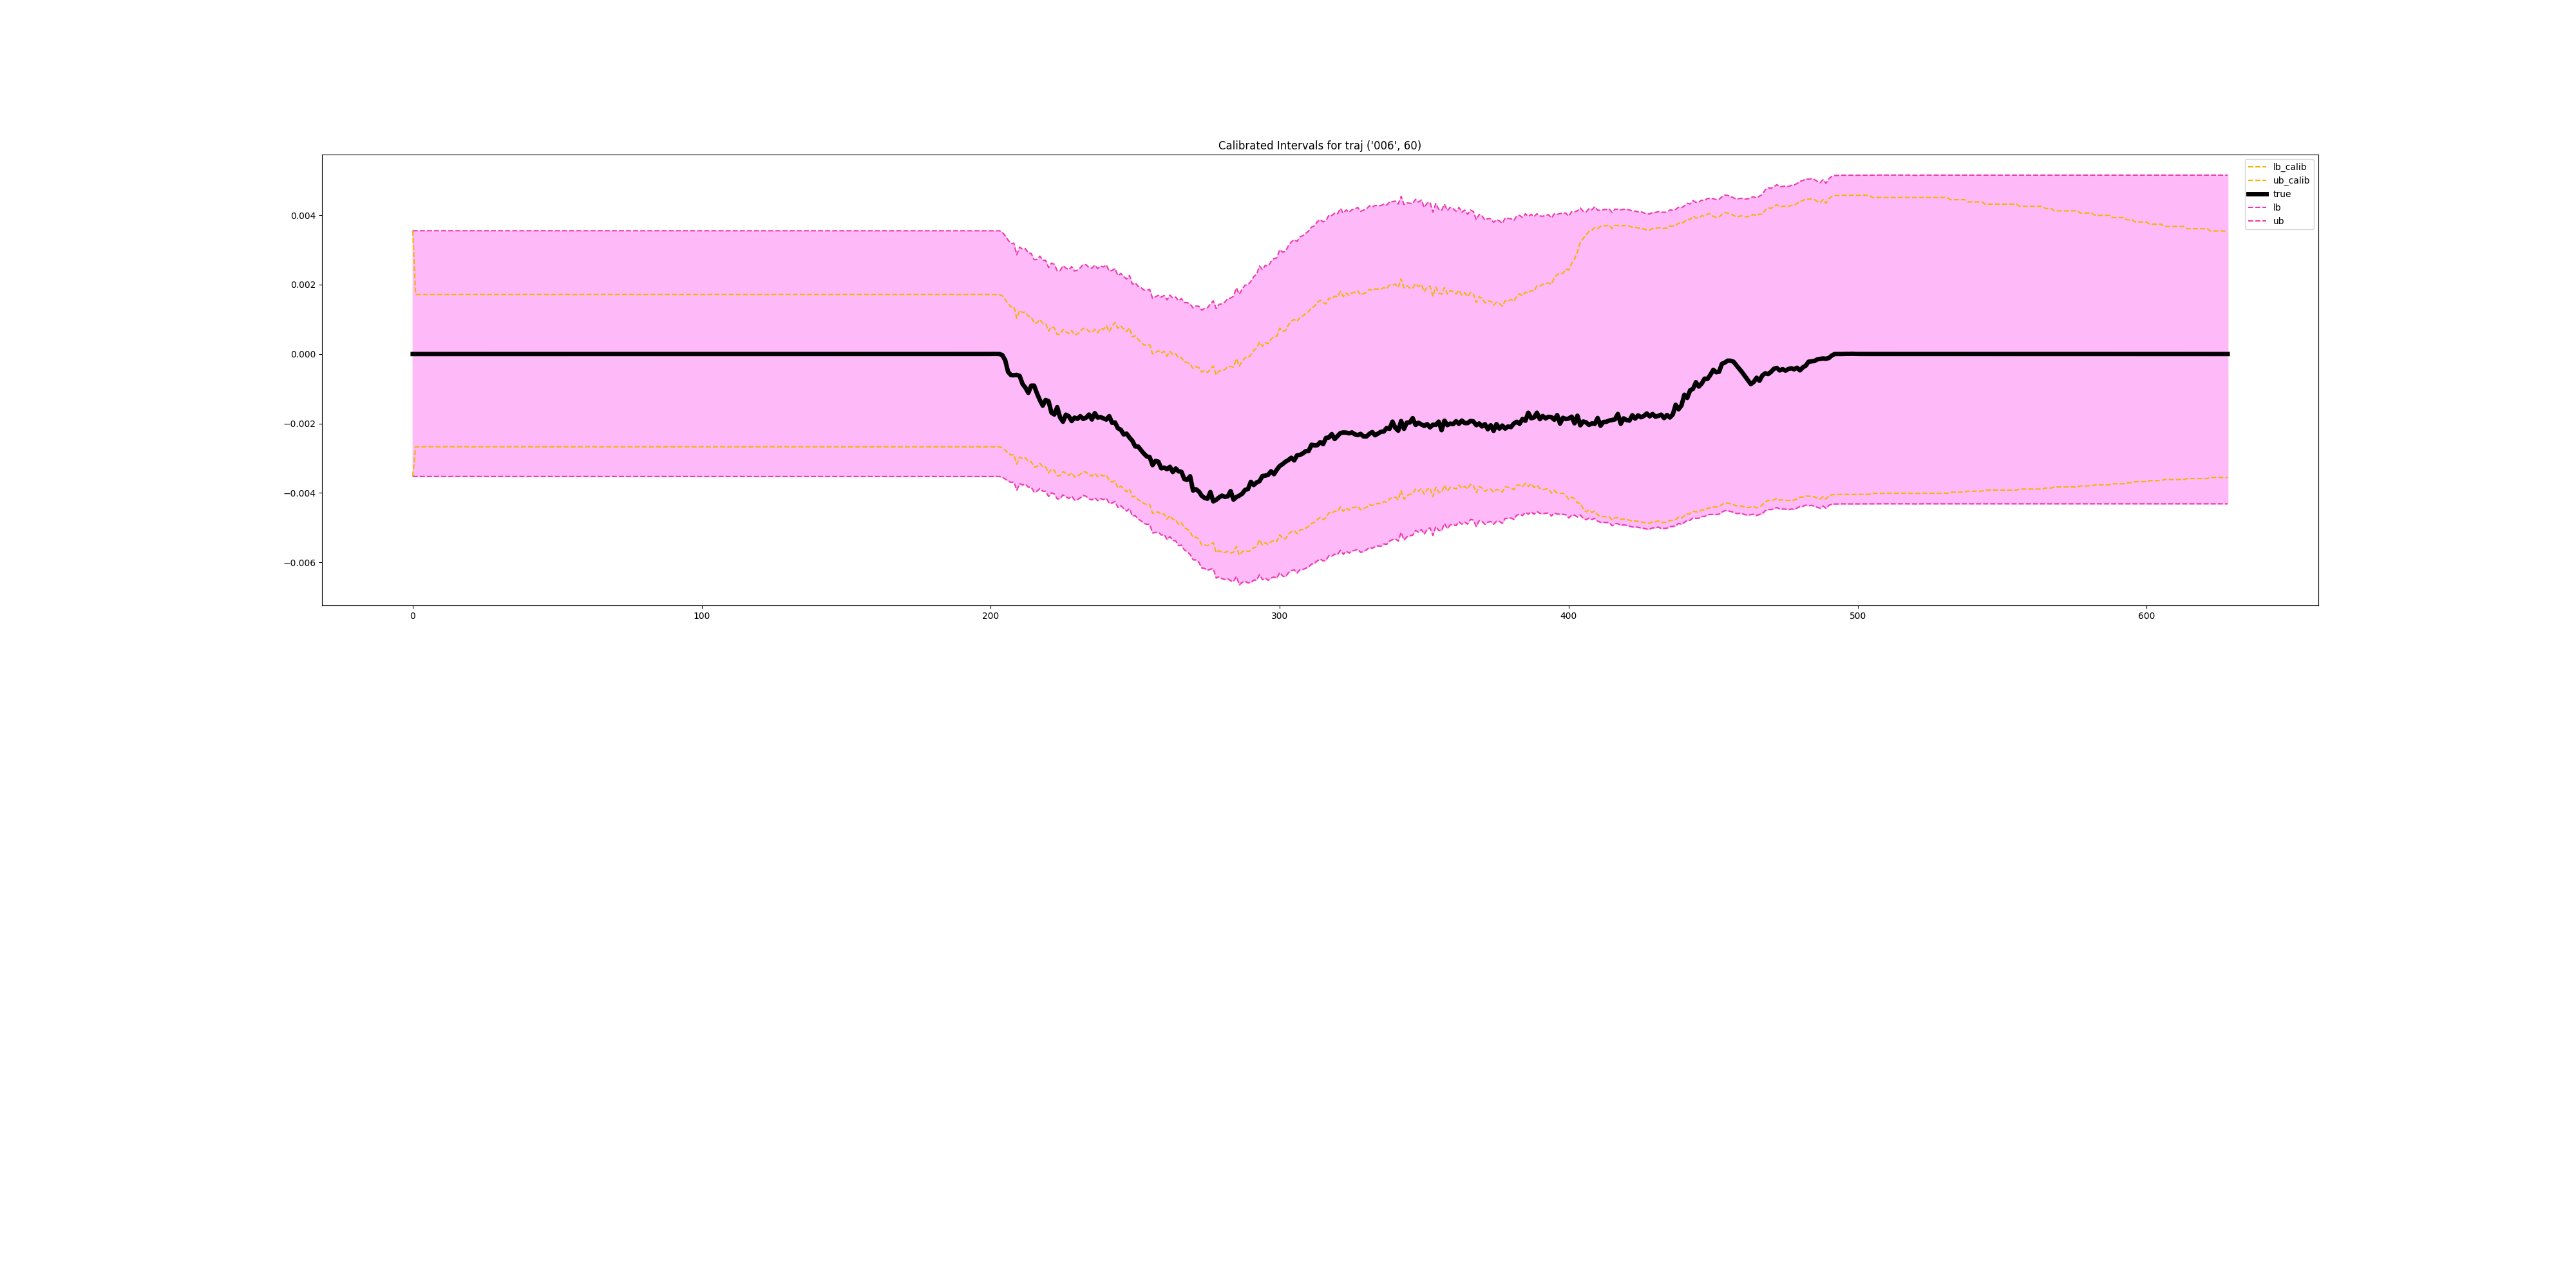 Calibrated Intervals for traj ('006', 60)
lb_calib
ub_calib
true
lb
ub
0.004
0.002
0.000
−0.002
−0.004
−0.006
0 100 200 300 400 500 600